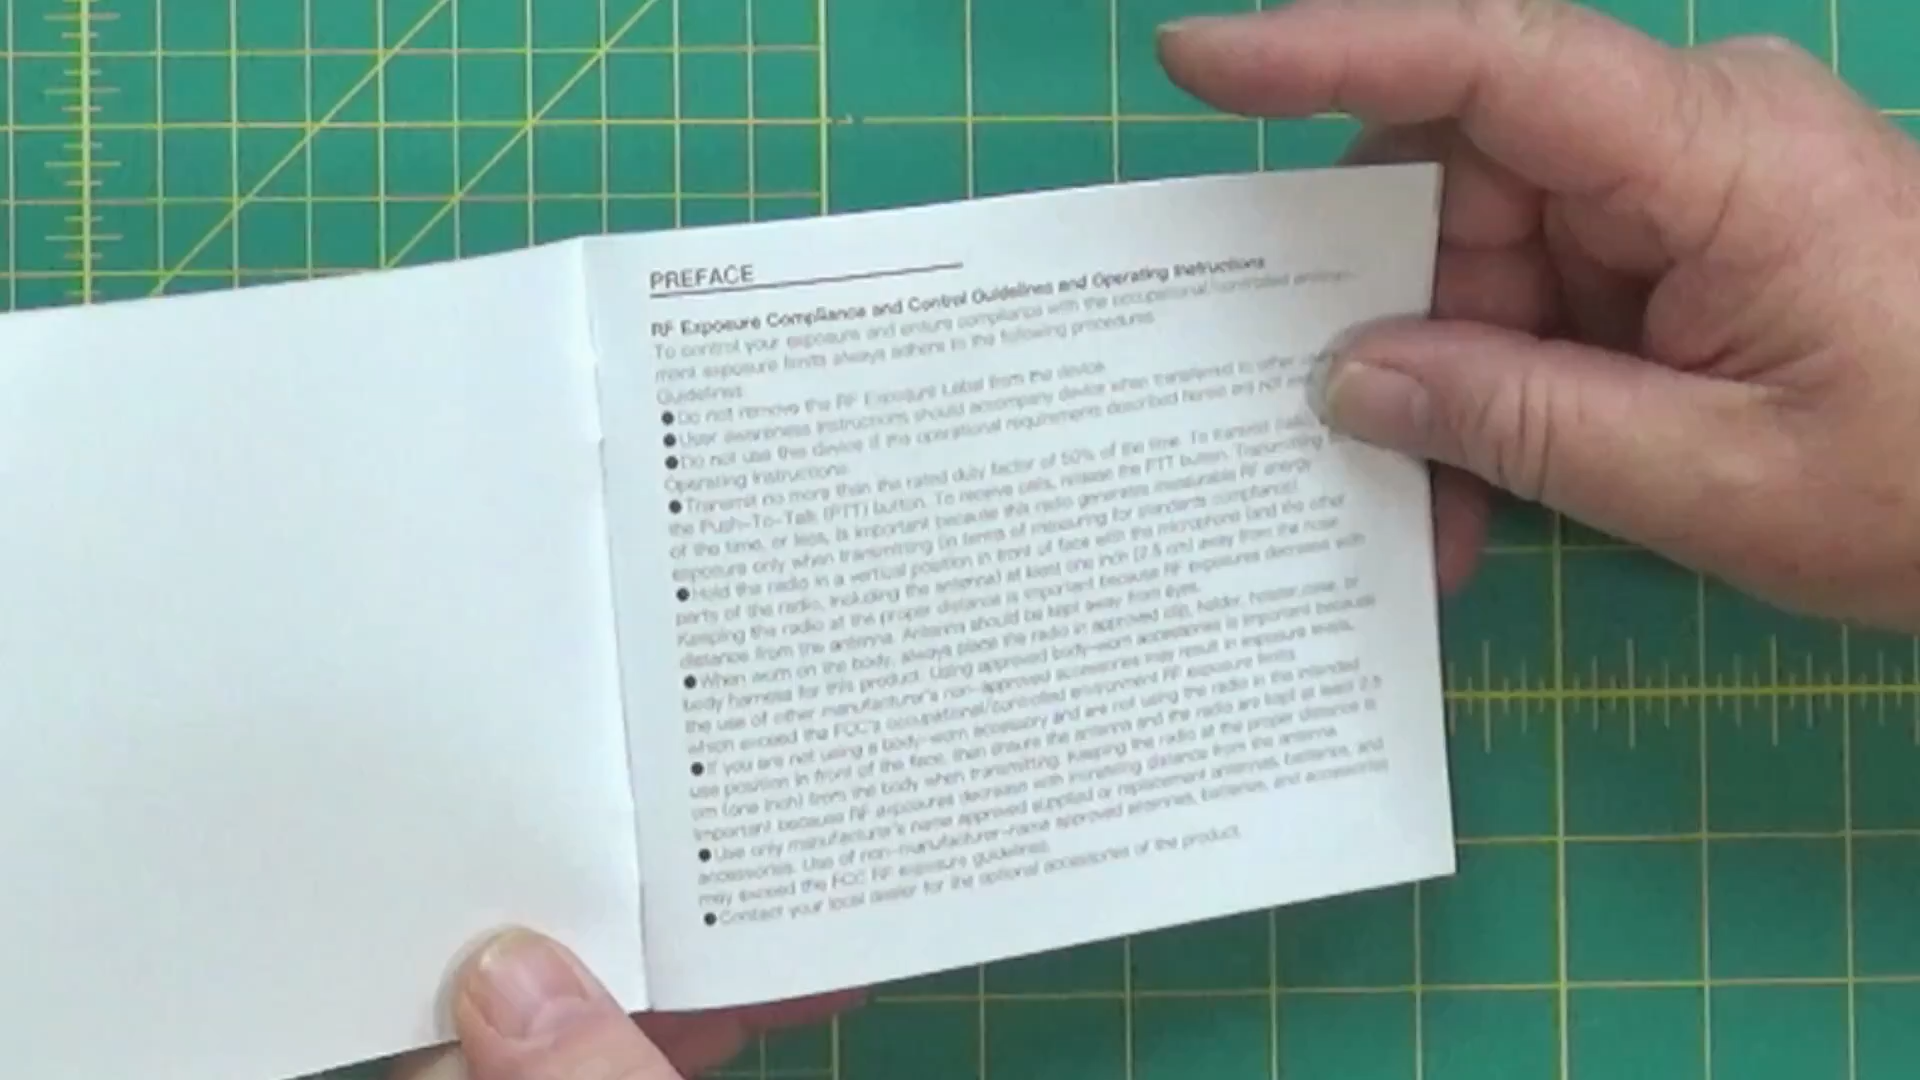 PREFACE
RF Exposure Compliance and Control Guidelines and Operating Instructions
To control your exposure and ensure compliance with the occupational/controlled
ment exposure limits always adhere to the following procedures.
Guidelines:
●Do not remove the RF Exposure Label from the device.
●User awareness instructions should accompany device when transferred to other
●Do not use this device if the operational requirements described herein are not
Operating Instructions:
●Transmit no more than the rated duty factor of 50% of the time. To transmit
the Push-To-Talk (PTT) button. To receive calls, release the PTT button. Transmitting
of the time, or less, is important because this radio generates measurable RF energy
exposure only when transmitting (in terms of measuring for standards compliance).
●Hold the radio in a vertical position in front of face with the microphone (and the other
parts of the radio, including the antenna) at least one inch (2.5 cm) away from the nose.
Keeping the radio at the proper distance is important because RF exposures decrease with
distance from the antenna. Antenna should be kept away from eyes.
●When worn on the body, always place the radio in approved clip, holder, holster,case, or
body harness for this product. Using approved body-worn accessories is important because
the use of other manufacturer's non-approved accessories may result in exposure levels,
which exceed the FCC's occupational/controlled environment RF exposure limits.
●If you are not using a body-worn accessory and are not using the radio in the intended
use position in front of the face, then ensure the antenna and the radio are kept at least 2.5
cm (one inch) from the body when transmitting. Keeping the radio at the proper distance is
important because RF exposures decrease with increasing distance from the antenna.
●Use only manufacturer's name approved supplied or replacement antennas, batteries, and
accessories. Use of non-manufacturer-name approved antennas, batteries, and accessories
may exceed the FCC RF exposure guidelines.
●Contact your local dealer for the optional accessories of the product.